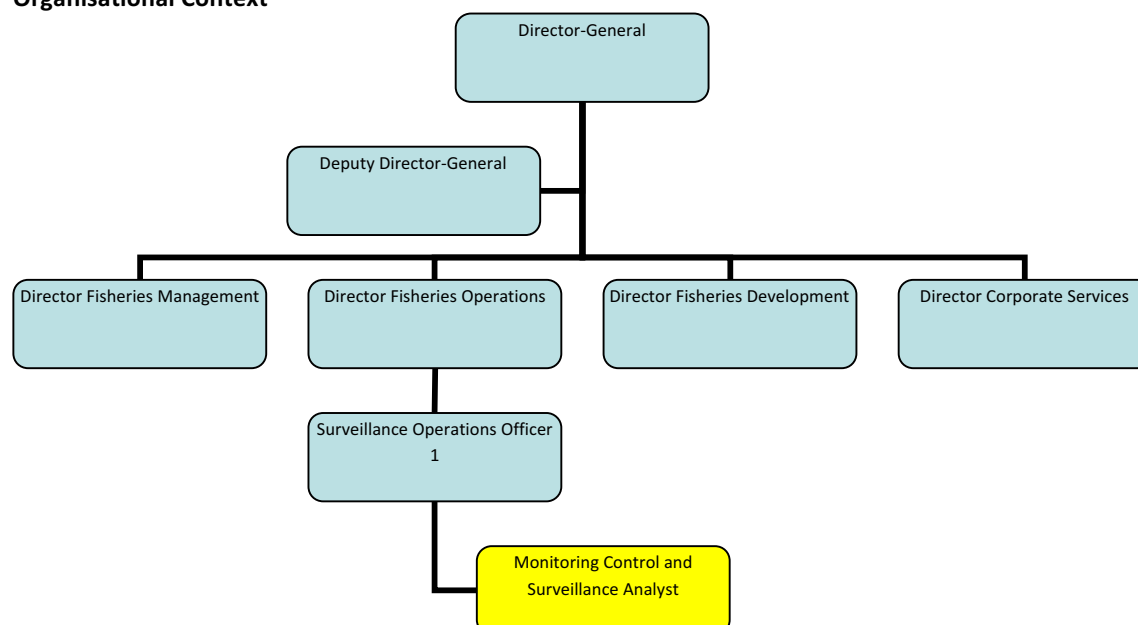 Organisational Context
Director-General
Deputy Director-General
Director Fisheries Management
Director Fisheries Operations
Director Fisheries Development
Director Corporate Services
Surveillance Operations Officer
1
Monitoring Control and
Surveillance Analyst